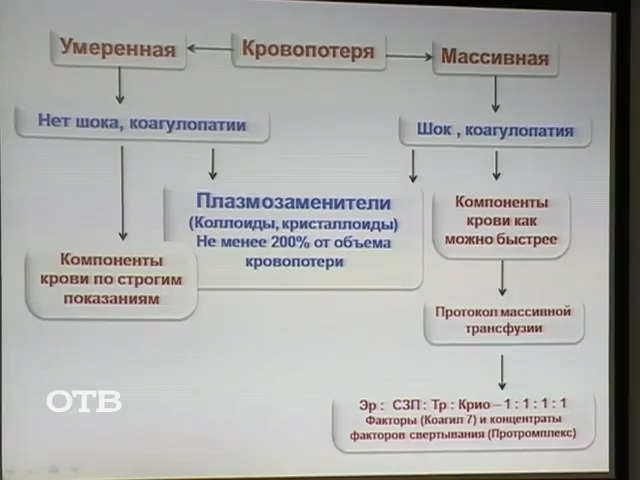 Умеренная
Кровопотеря
Массивная
Нет шока, коагулопатии
Шок , коагулопатия
Плазмозаменители
(Коллоиды, кристаллоиды)
Не менее 200% от объема
кровопотери
Компоненты
крови как
можно быстрее
Компоненты
крови по строгим
показаниям
Протокол массивной
трансфузии
Эр : СЗП : Тр : Крио – 1 : 1 : 1 : 1
Факторы (Коагил 7) и концентраты
факторов свертывания (Протромплекс)
ОТВ